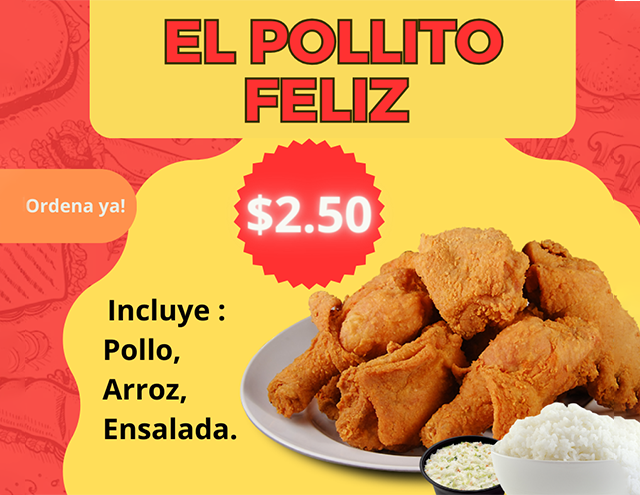 EL POLLITO
FELIZ
$2.50
Ordena ya!
Incluye :
Pollo,
Arroz,
Ensalada.